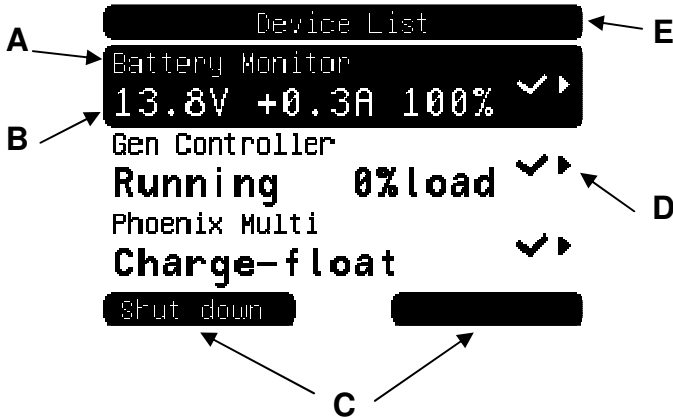 Device List
E
A
Battery Monitor
13.8V +0.3A 100%
B
Gen Controller
Running 0%load
D
Phoenix Multi
Charge-float
Shut down
C